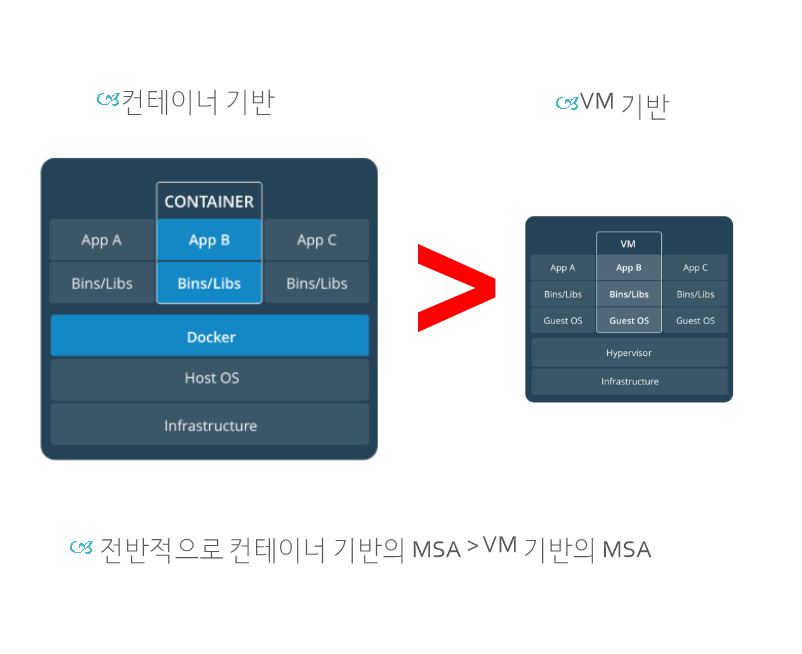 컨테이너 기반
VM 기반
CONTAINER
App A
App B
App C
Bins/Libs
Bins/Libs
Bins/Libs
Docker
Host OS
Infrastructure
>
VM
App A
App B
App C
Bins/Libs
Bins/Libs
Bins/Libs
Guest OS
Guest OS
Guest OS
Hypervisor
Infrastructure
전반적으로 컨테이너 기반의 MSA > VM 기반의 MSA